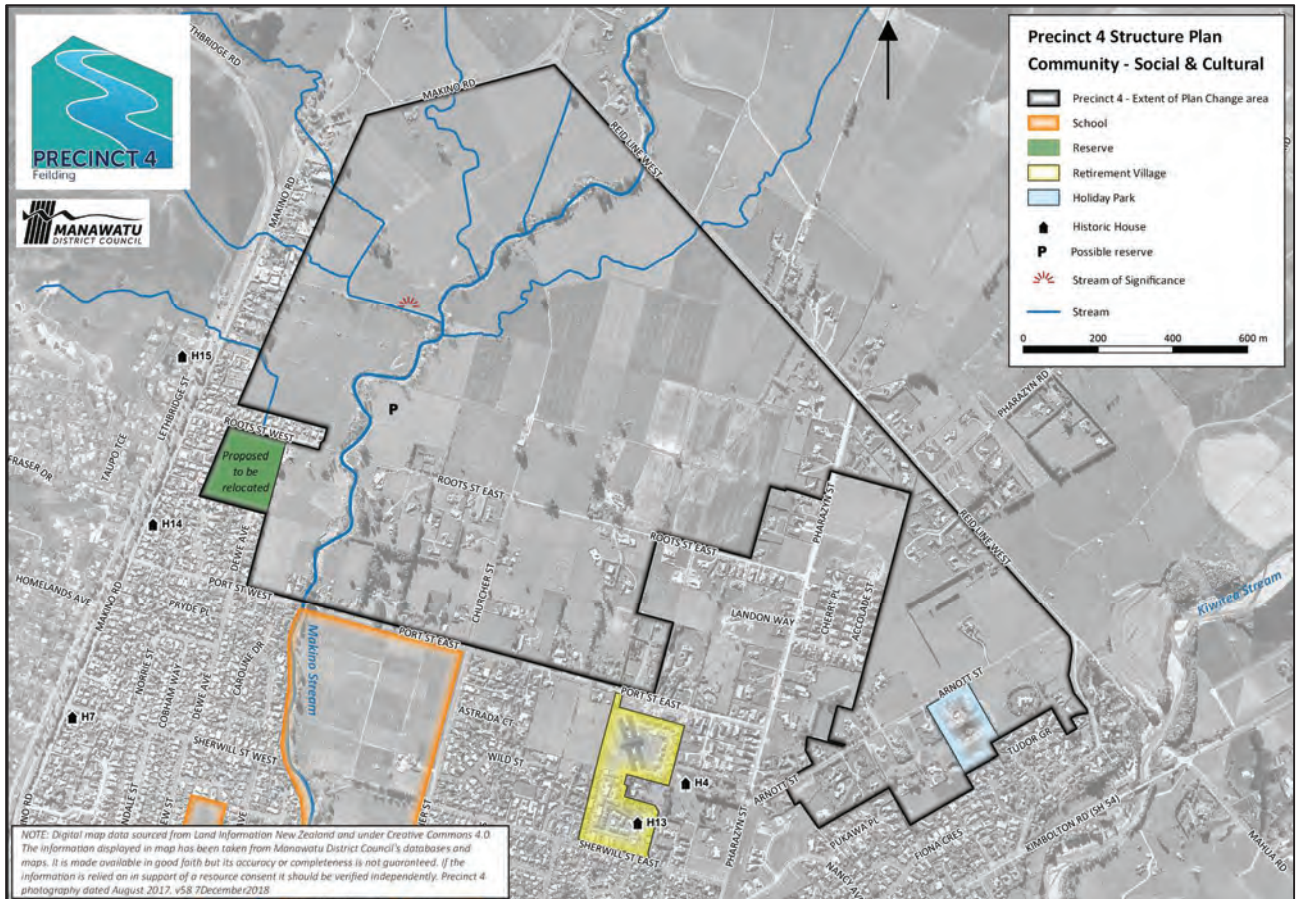 PRECINCT 4
Feilding
MANAWATU
DISTRICT COUNCIL
Precinct 4 Structure Plan
Community - Social & Cultural
Precinct 4 - Extent of Plan Change area
School
Reserve
Retirement Village
Holiday Park
Historic House
P
Possible reserve
Stream of Significance
Stream
0 200 400 600 m
LETHBRIDGE RD
MAKINO RD
MAKINO RD
REID LINE WEST
H15
LETHBRIDGE ST
TAUPO TCE
FRASER DR
ROOTS ST WEST
Proposed
to be
relocated
P
PHARAZYN RD
ROOTS ST EAST
PHARAZYN ST
REID LINE WEST
H14
DEWE AVE
ROOTS ST EAST
Kiwitea Stream
HOMELANDS AVE
MAKINO RD
PORT ST WEST
PRYDE PL
CHURCHER ST
LANDON WAY
CHERRY PL
ACCOLADE ST
PORT ST EAST
Makino Stream
NORRIE ST
COBHAM WAY
DEWE AVE
CAROLINE DR
H7
SHERWILL ST WEST
ASTRADA CT
WILD ST
PORT ST EAST
ARNOTT ST
TUDOR GR
H4
ARNOTT ST
H13
SHERWILL ST EAST
PHARAZYN ST
PUKAWA PL
FIONA CRES
NANCY AVE
KIMBOLTON RD (SH 54)
MAHUA RD
NOTE: Digital map data sourced from Land Information New Zealand and under Creative Commons 4.0.
The information displayed in map has been taken from Manawatu District Council's databases and
maps. It is made available in good faith but its accuracy or completeness is not guaranteed. If the
information is relied on in support of a resource consent it should be verified independently. Precinct 4
photography dated August 2017. v58 7December2018